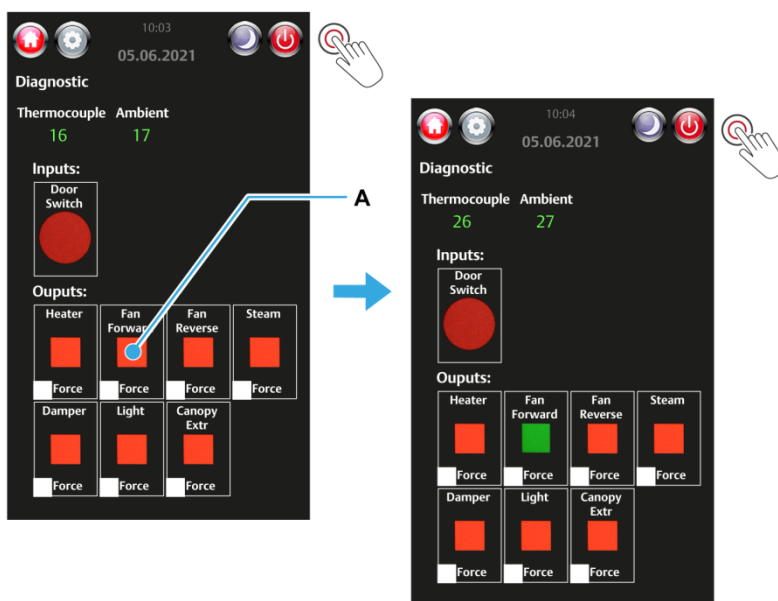 10:03
05.06.2021
Diagnostic
Thermocouple Ambient
16 17
Inputs:
Door
Switch
A
Ouputs:
Heater Fan Fan Steam
Forward Reverse
Force Force Force Force
Damper Light Canopy
Extr
Force Force Force
10:04
05.06.2021
Diagnostic
Thermocouple Ambient
26 27
Inputs:
Door
Switch
Ouputs:
Heater Fan Fan Steam
Forward Reverse
Force Force Force Force
Damper Light Canopy
Extr
Force Force Force